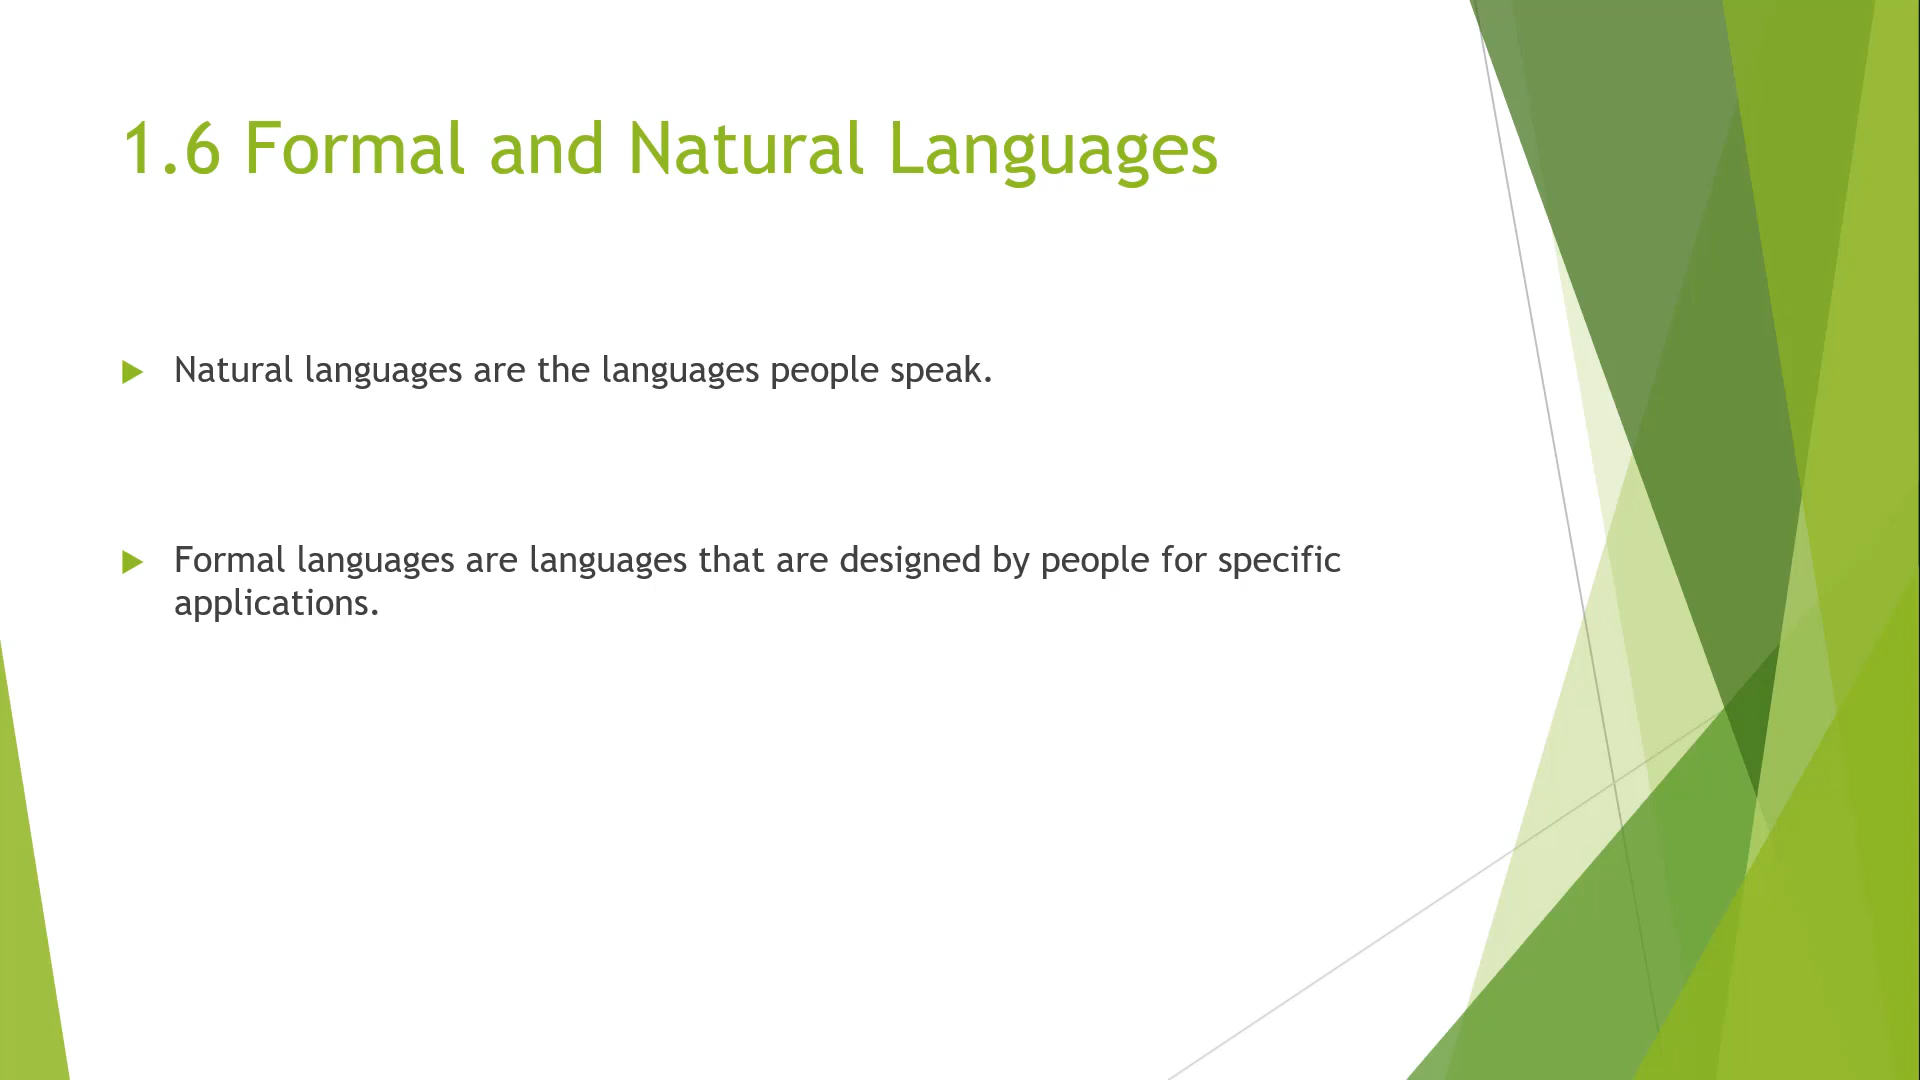 1.6 Formal and Natural Languages
Natural languages are the languages people speak.
Formal languages are languages that are designed by people for specific
applications.